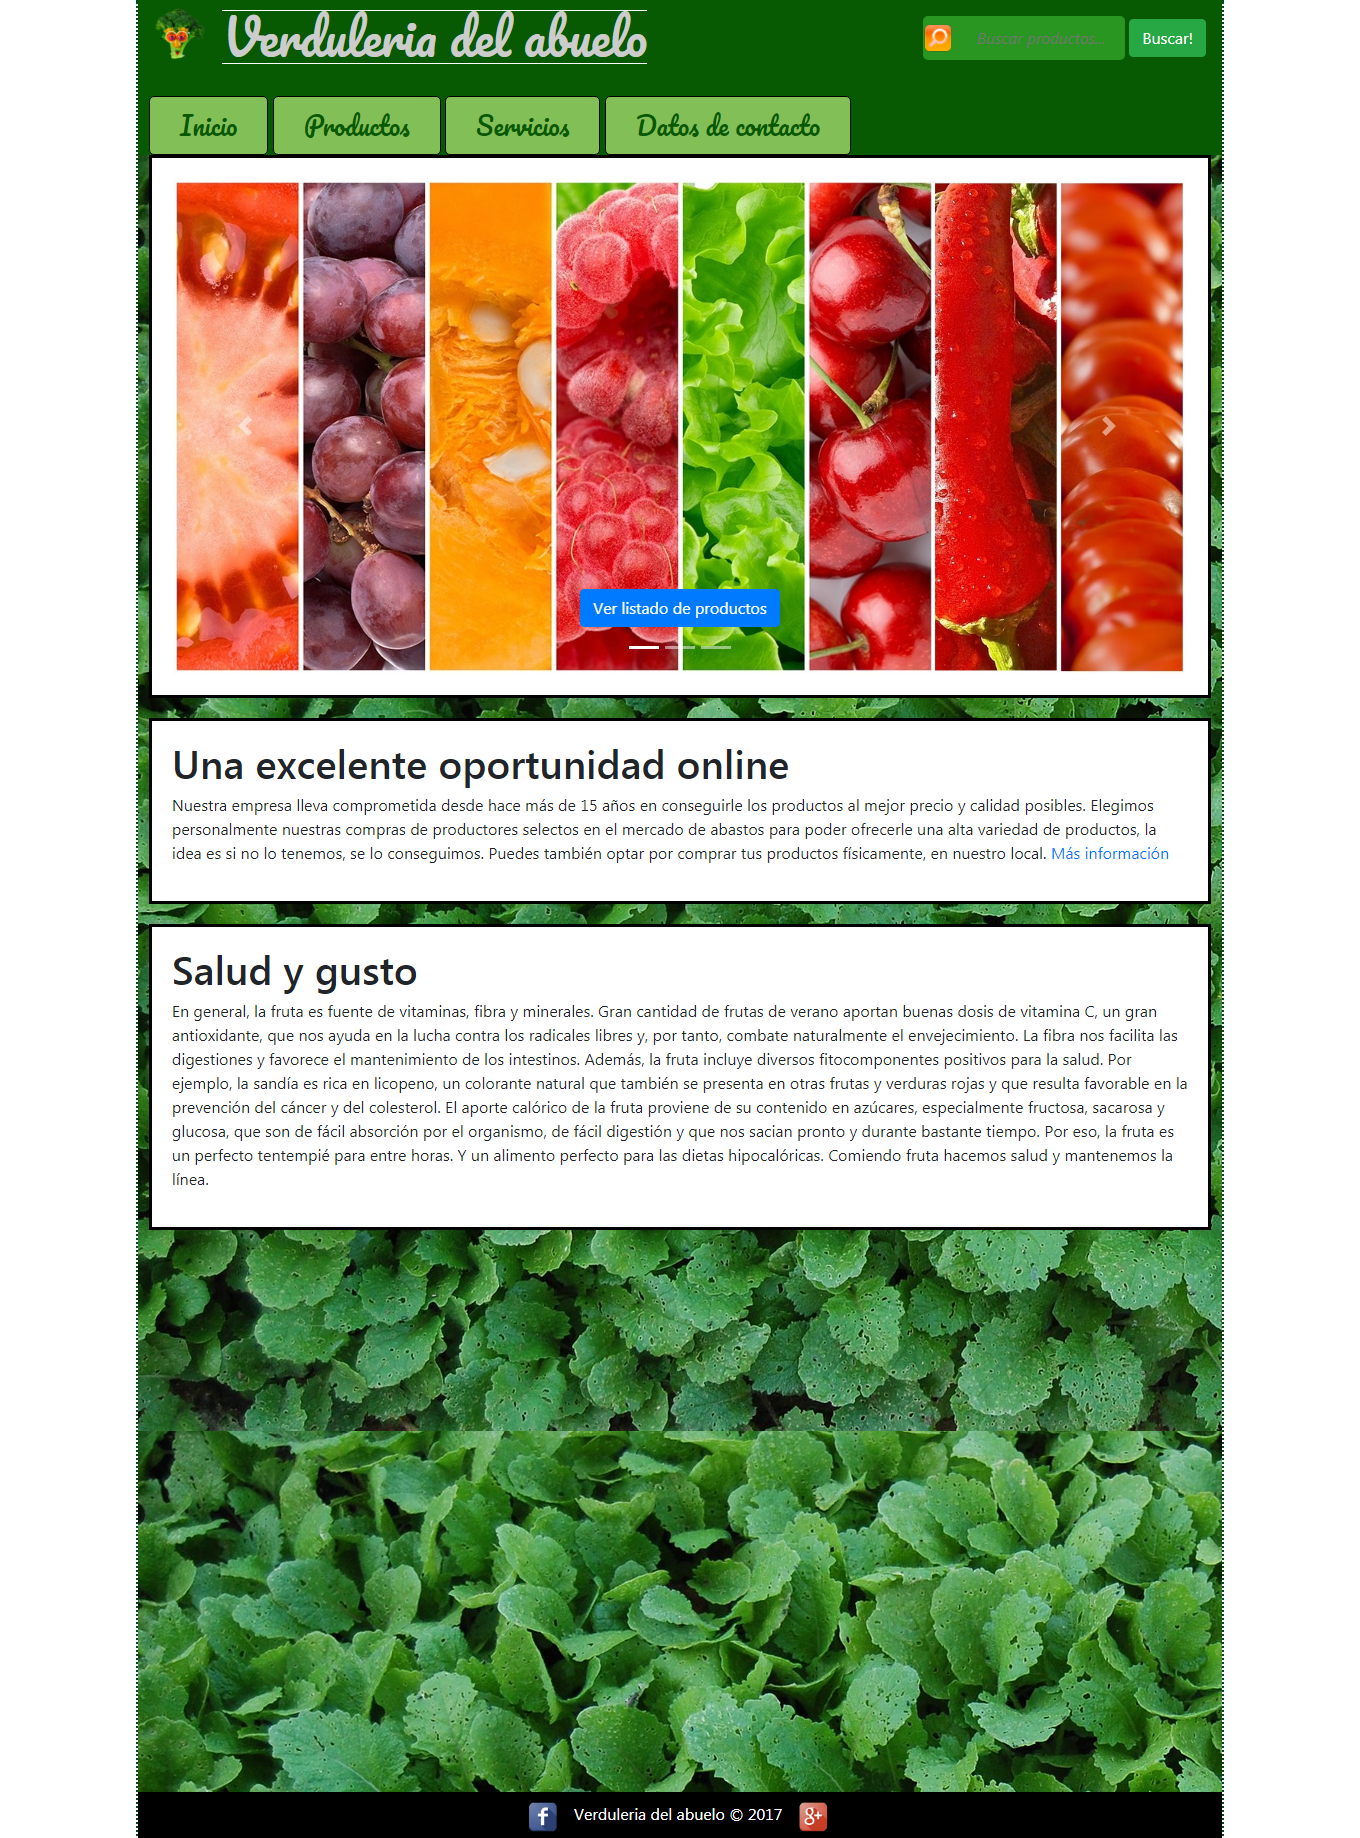 Verduleria del abuelo
Buscar productos...
Buscar!
Inicio
Productos
Servicios
Datos de contacto
Ver listado de productos
Una excelente oportunidad online
Nuestra empresa lleva comprometida desde hace más de 15 años en conseguirle los productos al mejor precio y calidad posibles. Elegimos
personalmente nuestras compras de productores selectos en el mercado de abastos para poder ofrecerle una alta variedad de productos, la
idea es si no lo tenemos, se lo conseguimos. Puedes también optar por comprar tus productos físicamente, en nuestro local. Más información
Salud y gusto
En general, la fruta es fuente de vitaminas, fibra y minerales. Gran cantidad de frutas de verano aportan buenas dosis de vitamina C, un gran
antioxidante, que nos ayuda en la lucha contra los radicales libres y, por tanto, combate naturalmente el envejecimiento. La fibra nos facilita las
digestiones y favorece el mantenimiento de los intestinos. Además, la fruta incluye diversos fitocomponentes positivos para la salud. Por
ejemplo, la sandía es rica en licopeno, un colorante natural que también se presenta en otras frutas y verduras rojas y que resulta favorable en la
prevención del cáncer y del colesterol. El aporte calórico de la fruta proviene de su contenido en azúcares, especialmente fructosa, sacarosa y
glucosa, que son de fácil absorción por el organismo, de fácil digestión y que nos sacian pronto y durante bastante tiempo. Por eso, la fruta es
un perfecto tentempié para entre horas. Y un alimento perfecto para las dietas hipocalóricas. Comiendo fruta hacemos salud y mantenemos la
línea.
f Verduleria del abuelo © 2017 g+